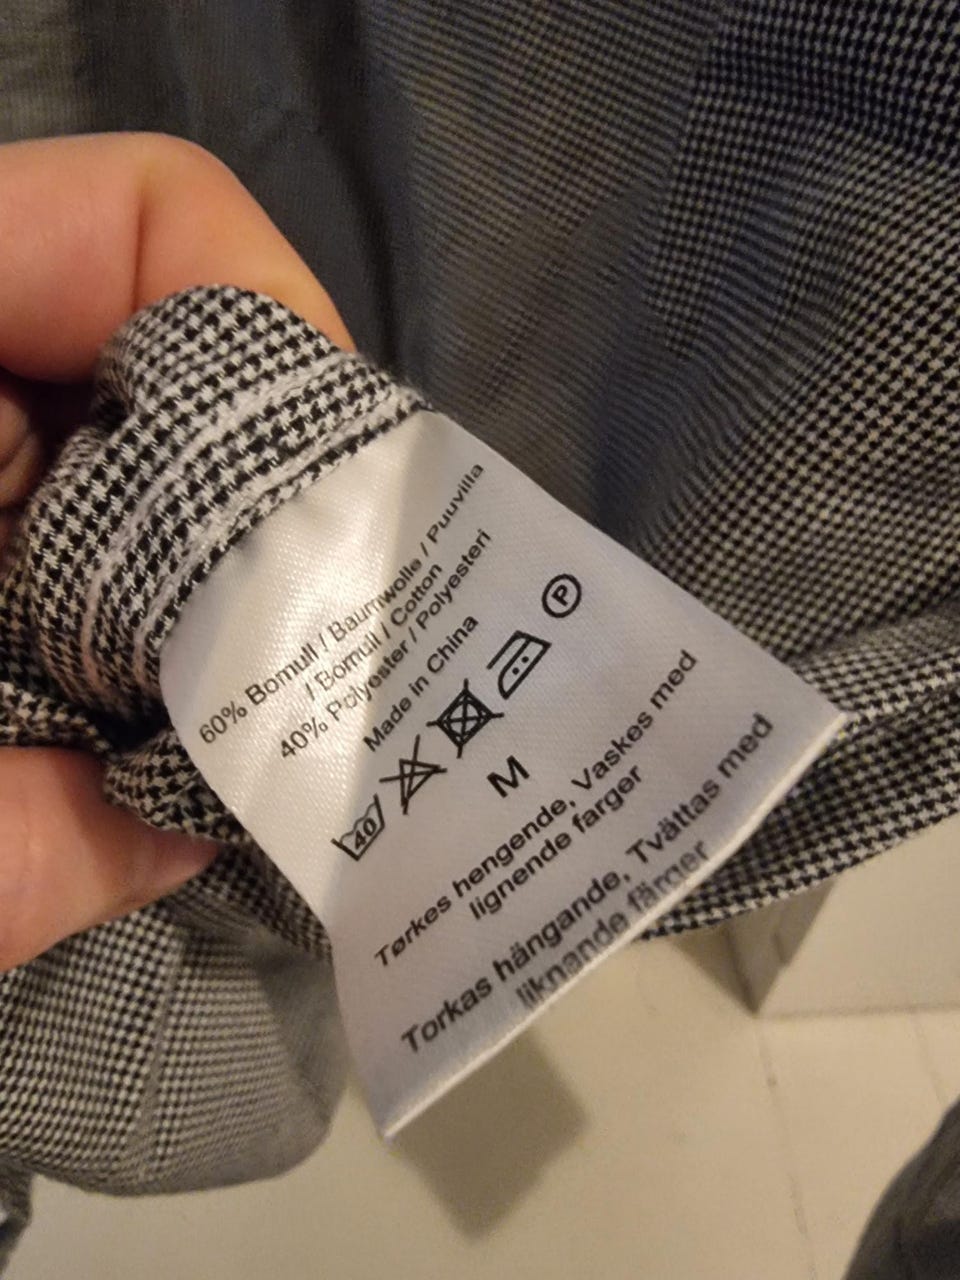 60% Bomull / Baumwolle / Puuvilla
/ Bomull / Cotton
40% Polyester / Polyesteri
Made in China
40 P
M
Tørkes hengende, Vaskes med
lignende farger
Torkas hängande, Tvättas med
liknande färger